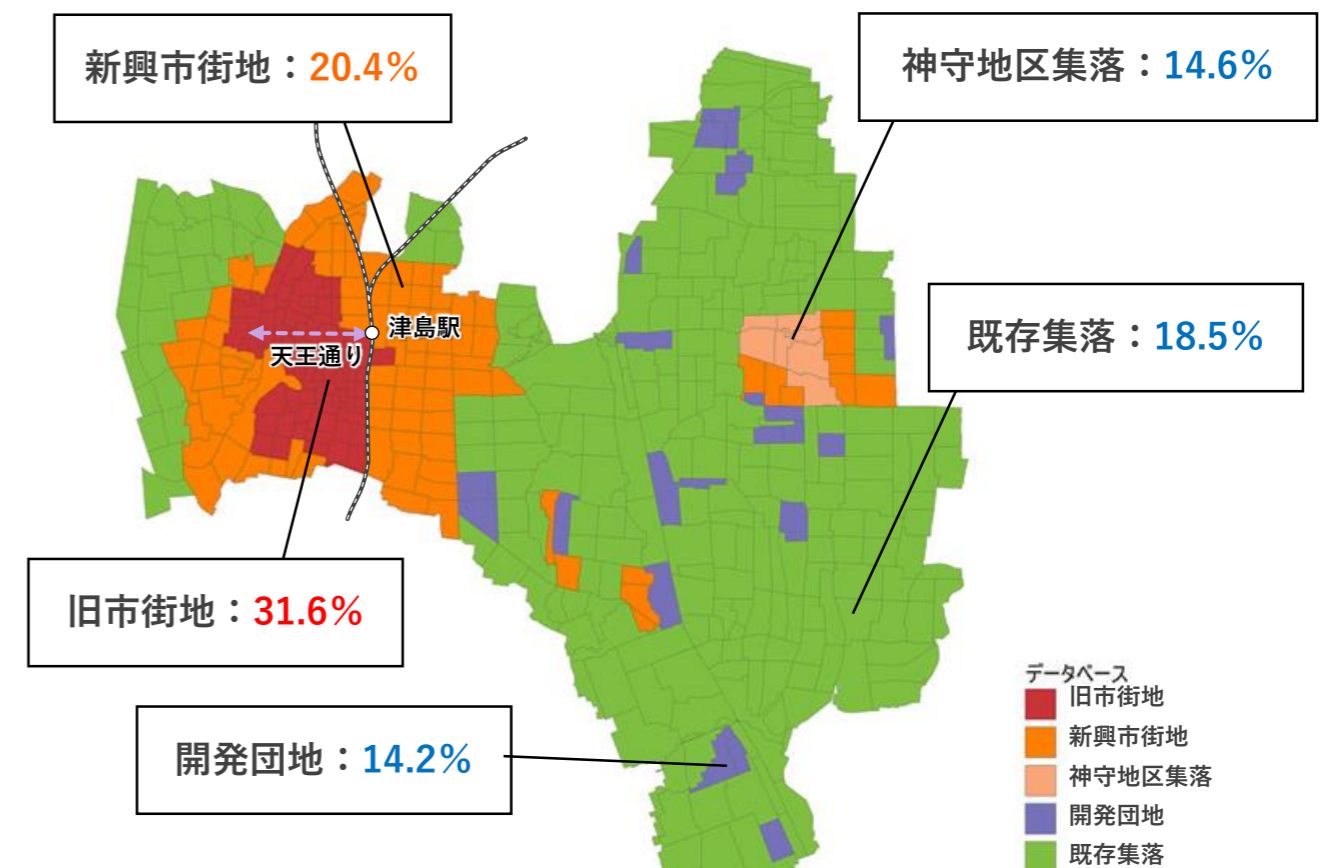 新興市街地：20.4%
神守地区集落：14.6%
既存集落：18.5%
津島駅
天王通り
旧市街地：31.6%
開発団地：14.2%
データベース
旧市街地
新興市街地
神守地区集落
開発団地
既存集落